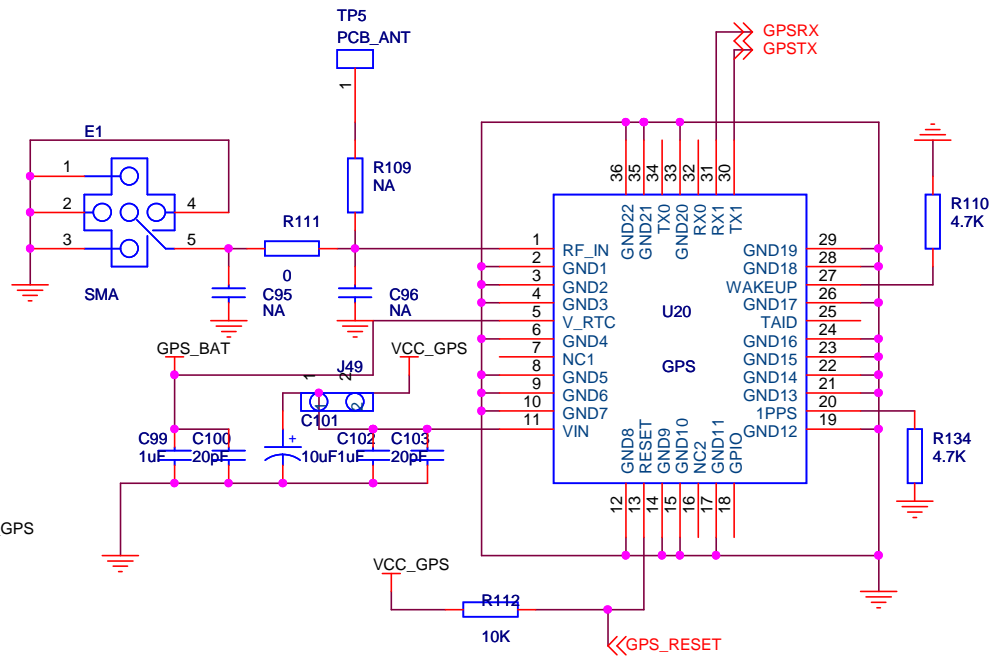 TP5
PCB_ANT
1
GPSRX
GPSTX
E1
1
2
3
4
5
SMA
R109
NA
R111
0
C95
NA
C96
NA
R110
4.7K
36
35
34
33
32
31
30
GND22
GND21
TX0
GND20
RX0
RX1
TX1
1 RF_IN
2 GND1
3 GND2
4 GND3
5 V_RTC
6 GND4
7 NC1
8 GND5
9 GND6
10 GND7
11 VIN
U20
GPS
GND19 29
GND18 28
WAKEUP 27
GND17 26
TAID 25
GND16 24
GND15 23
GND14 22
GND13 21
1PPS 20
GND12 19
GND8
RESET
GND9
GND10
NC2
GND11
GPIO
12
13
14
15
16
17
18
GPS_BAT
VCC_GPS
J49
1
2
1
2
C101
10uF
C99
1uF
C100
20pF
C102
1uF
C103
20pF
R134
4.7K
_GPS
VCC_GPS
R112
10K
GPS_RESET